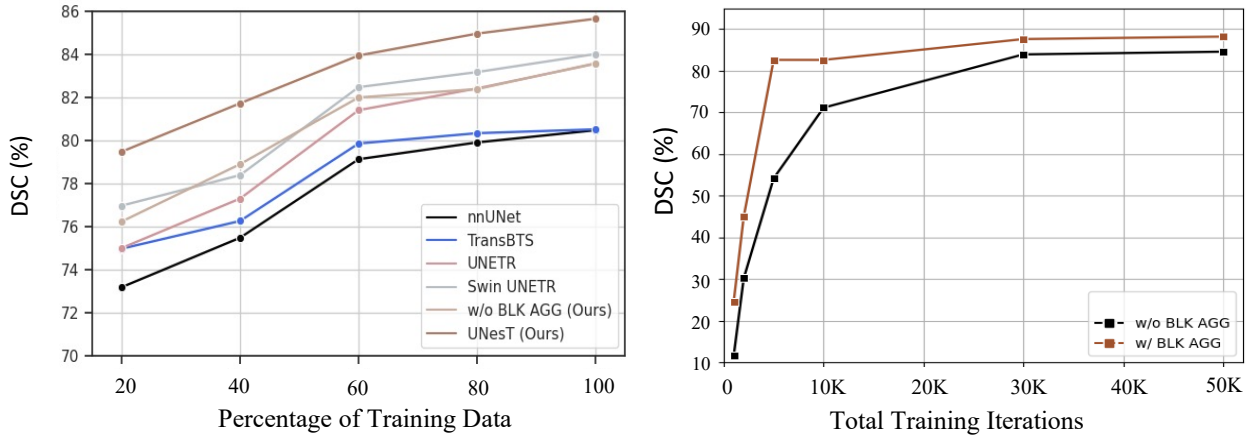 86
84
82
80
78
76
74
72
70
DSC (%)
nnUNet
TransBTS
UNETR
Swin UNETR
w/o BLK AGG (Ours)
UNesT (Ours)
20 40 60 80 100
Percentage of Training Data
90
80
70
60
50
40
30
20
10
DSC (%)
w/o BLK AGG
w/ BLK AGG
0 10K 20K 30K 40K 50K
Total Training Iterations